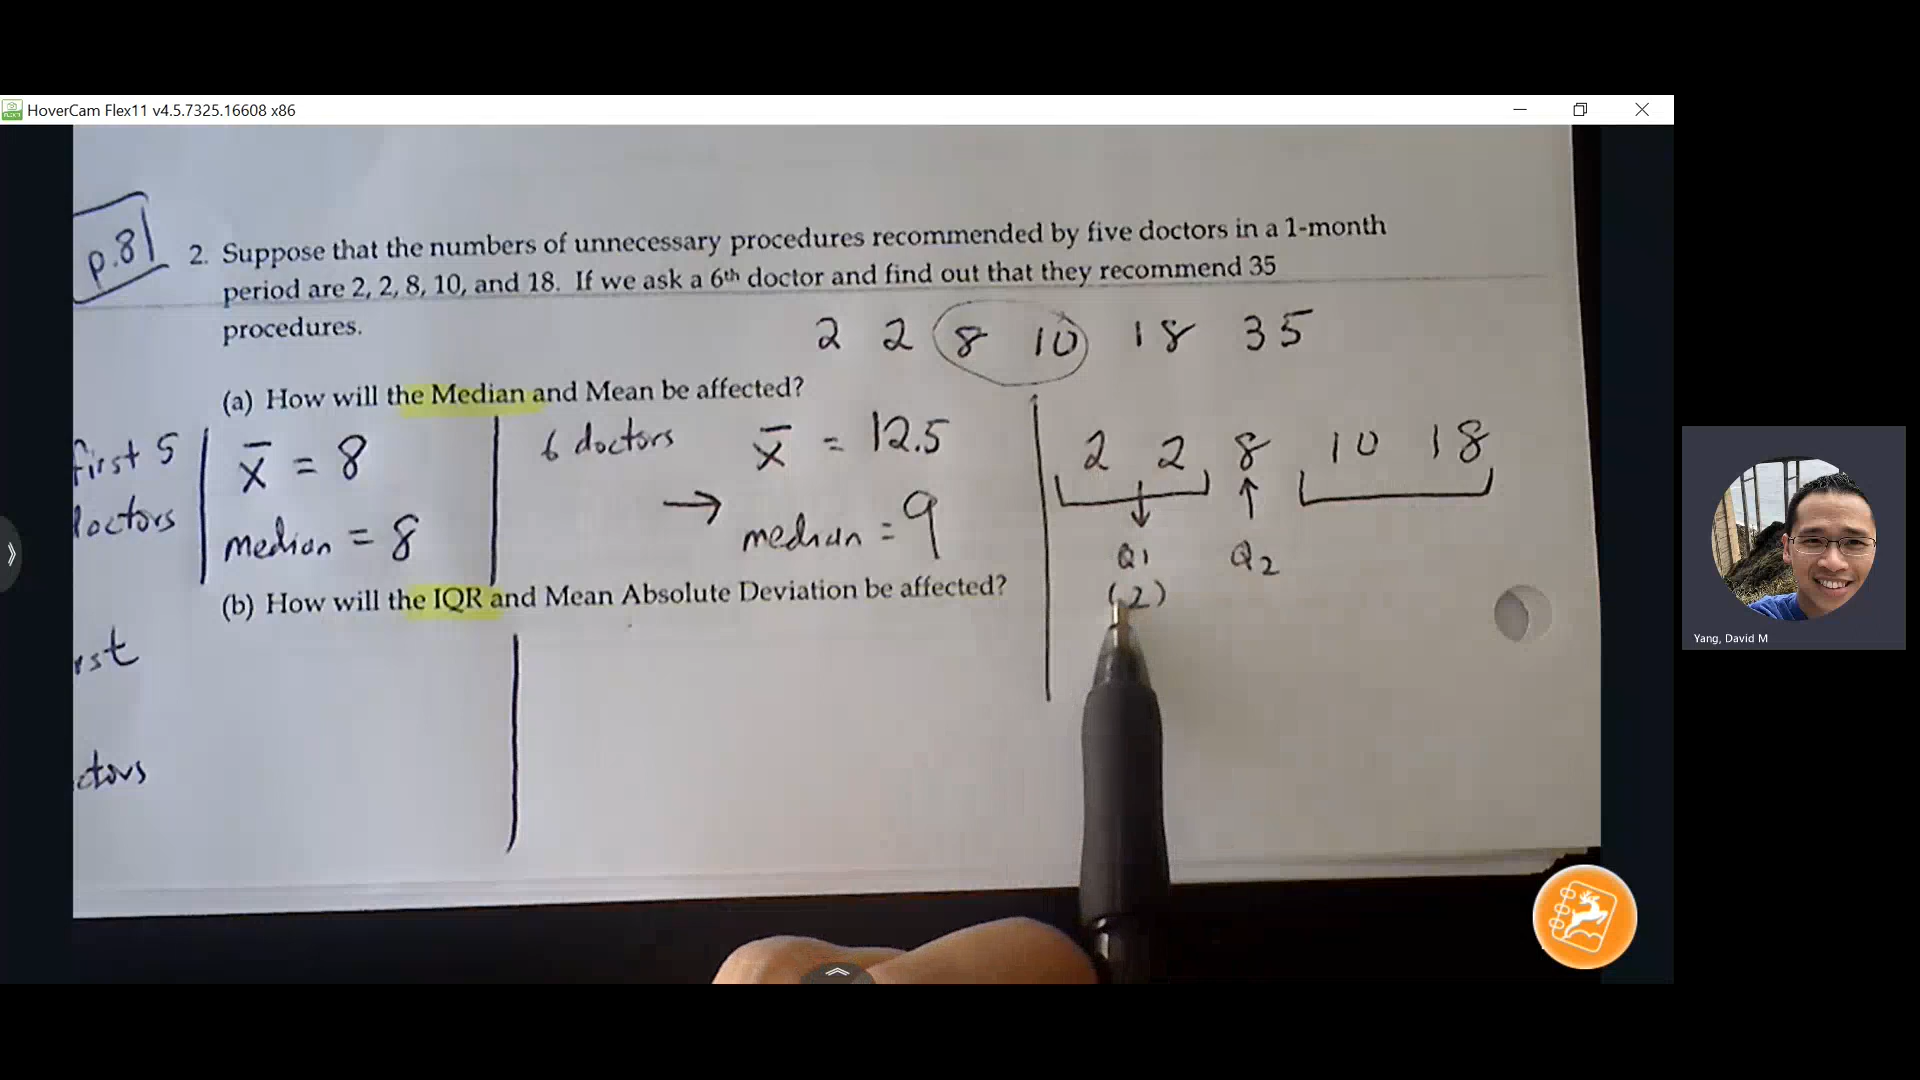 HoverCam Flex11 v4.5.7325.16608 x86
p.81
2. Suppose that the numbers of unnecessary procedures recommended by five doctors in a 1-month
period are 2, 2, 8, 10, and 18. If we ask a 6th doctor and find out that they recommend 35
procedures.
2 2 8 10 18 35
(a) How will the Median and Mean be affected?
first 5
doctors
x̄ = 8
median = 8
6 doctors
x̄ = 12.5
→ median = 9
2 2 8 10 18
Q1 Q2
(2)
(b) How will the IQR and Mean Absolute Deviation be affected?
rst
ctors
Yang, David M